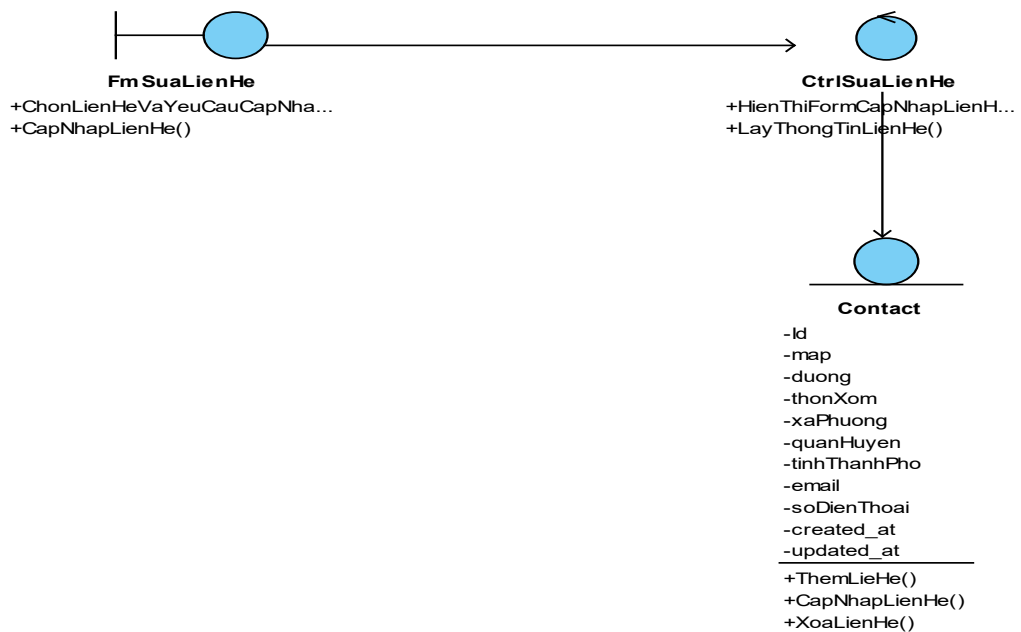 FmSuaLienHe
+ChonLienHeVaYeuCauCapNha...
+CapNhapLienHe()
CtrlSuaLienHe
+HienThiFormCapNhapLienH...
+LayThongTinLienHe()
Contact
-Id
-map
-duong
-thonXom
-xaPhuong
-quanHuyen
-tinhThanhPho
-email
-soDienThoai
-created_at
-updated_at
+ThemLieHe()
+CapNhapLienHe()
+XoaLienHe()